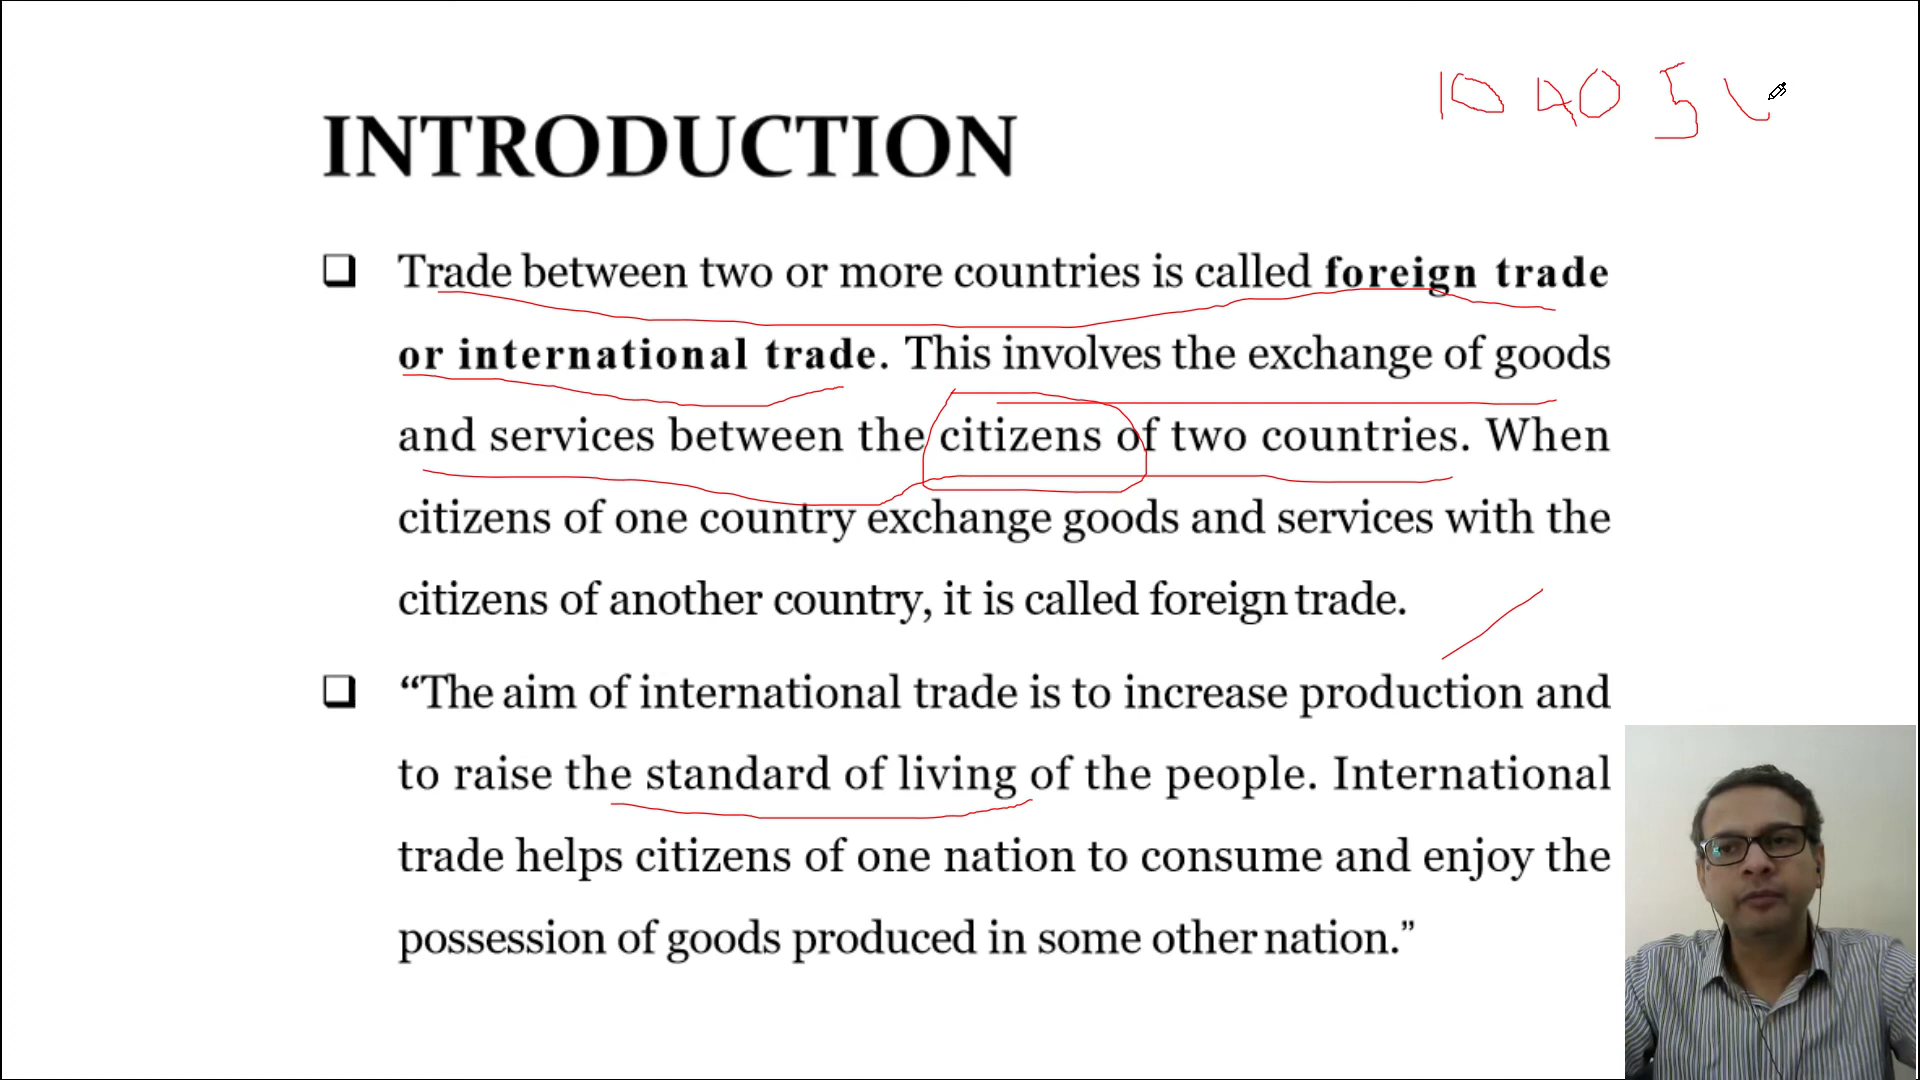 10 40 5
INTRODUCTION
Trade between two or more countries is called foreign trade
or international trade. This involves the exchange of goods
and services between the citizens of two countries. When
citizens of one country exchange goods and services with the
citizens of another country, it is called foreign trade.
“The aim of international trade is to increase production and
to raise the standard of living of the people. International
trade helps citizens of one nation to consume and enjoy the
possession of goods produced in some other nation.”